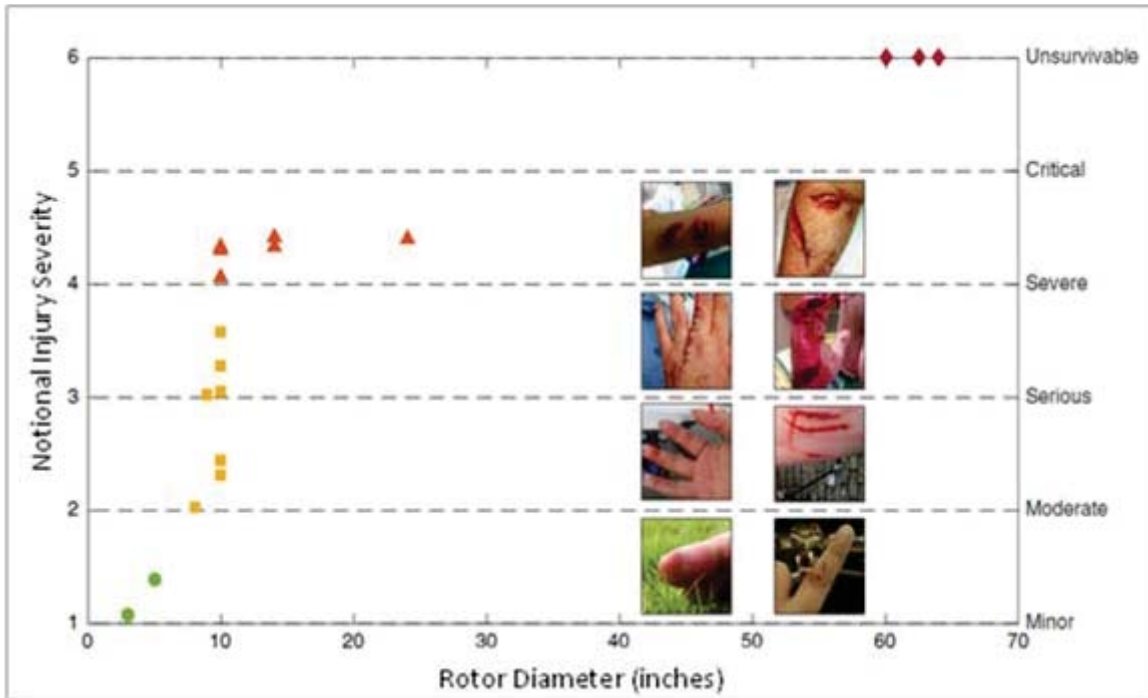 6
Unsurvivable
5
Critical
4
Severe
3
Serious
2
Moderate
1
Minor
Notional Injury Severity
0
10
20
30
40
50
60
70
Rotor Diameter (inches)